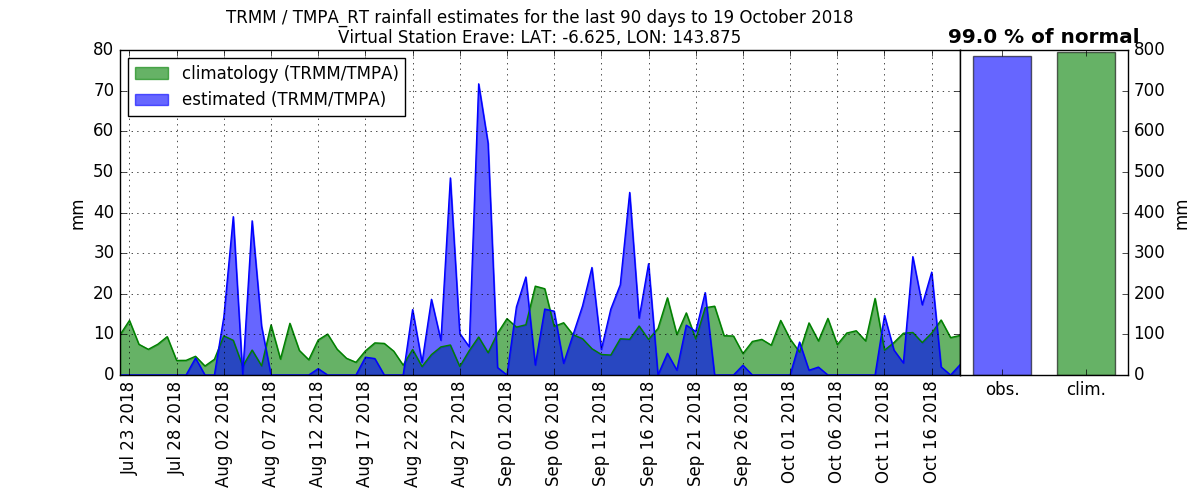 TRMM / TMPA_RT rainfall estimates for the last 90 days to 19 October 2018
Virtual Station Erave: LAT: -6.625, LON: 143.875
99.0 % of normal
climatology (TRMM/TMPA)
estimated (TRMM/TMPA)
80
70
60
50
40
30
20
10
0
mm
800
700
600
500
400
300
200
100
0
mm
Jul 23 2018
Jul 28 2018
Aug 02 2018
Aug 07 2018
Aug 12 2018
Aug 17 2018
Aug 22 2018
Aug 27 2018
Sep 01 2018
Sep 06 2018
Sep 11 2018
Sep 16 2018
Sep 21 2018
Sep 26 2018
Oct 01 2018
Oct 06 2018
Oct 11 2018
Oct 16 2018
obs.
clim.